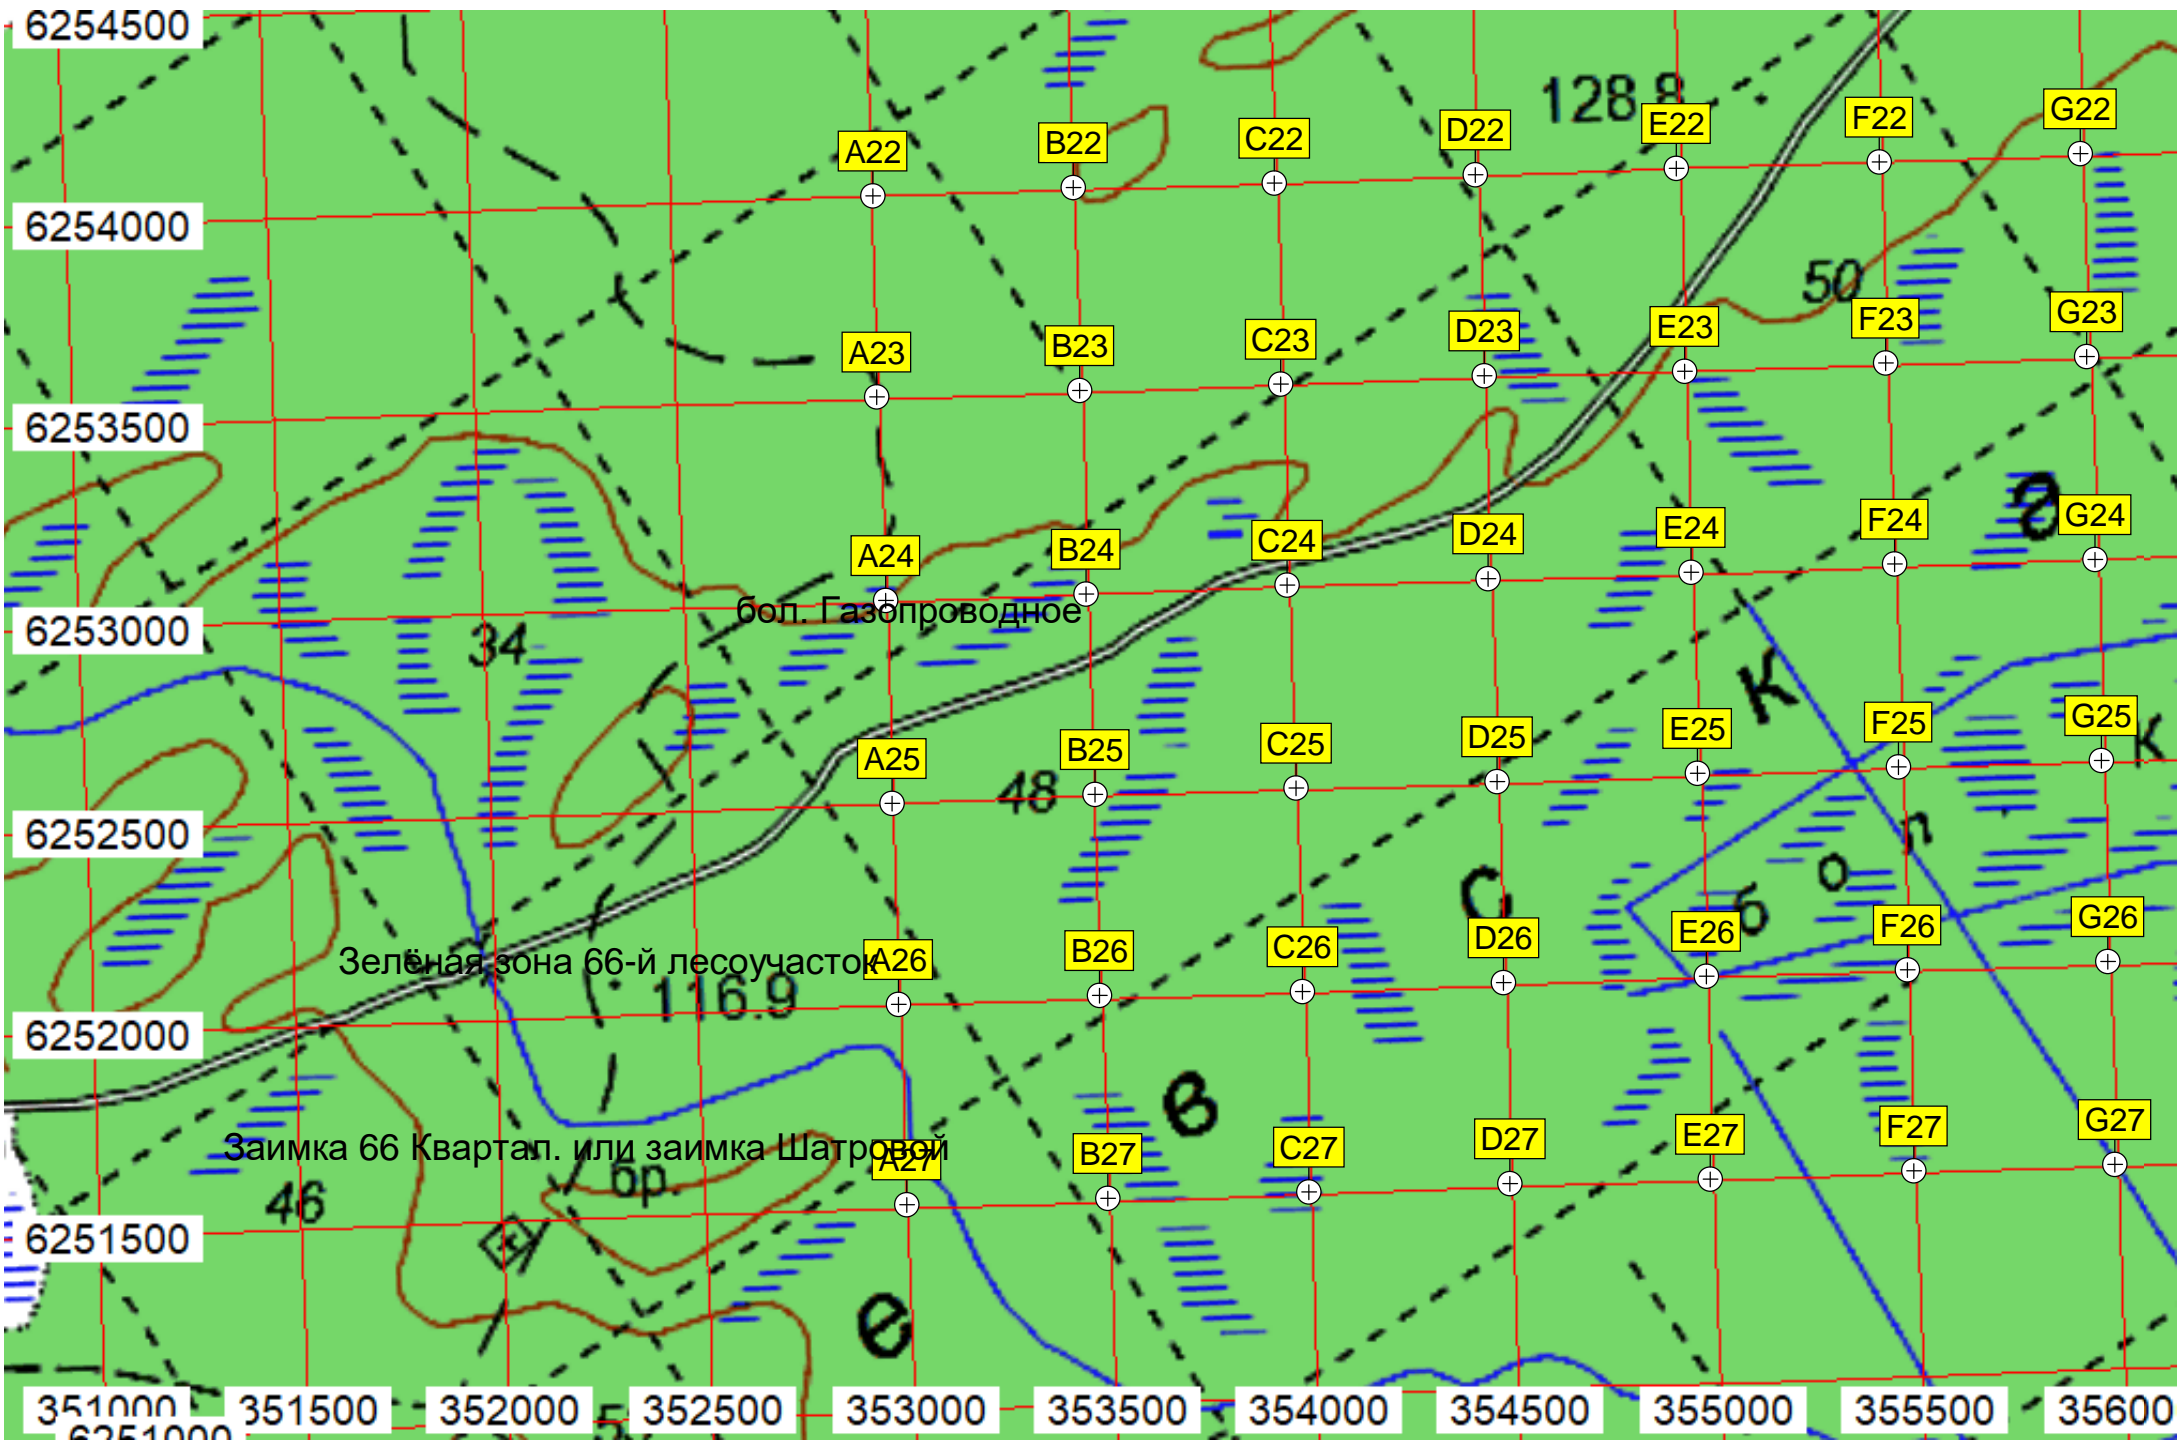 6254500
128.8
A22 B22 C22 D22 E22 F22 G22
6254000
50
A23 B23 C23 D23 E23 F23 G23
6253500
A24 B24 C24 D24 E24 F24 G24
бол. Газопроводное
6253000
34
К
A25 B25 C25 D25 E25 F25 G25
к
48
6252500
б о л
С
A26 B26 C26 D26 E26 F26 G26
Зелёная зона 66-й лесоучасток
116.9
6252000
в
A27 B27 C27 D27 E27 F27 G27
Заимка 66 Квартал. или заимка Шатровой
бр.
46
6251500
е
351000 351500 352000 352500 353000 353500 354000 354500 355000 355500 356000
6251000